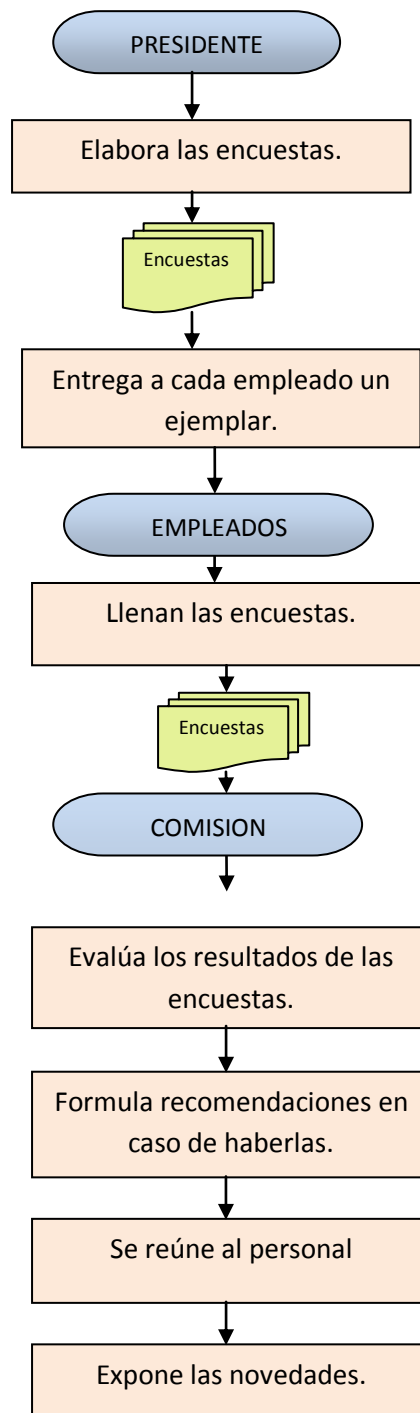 PRESIDENTE
Elabora las encuestas.
Encuestas
Entrega a cada empleado un
ejemplar.
EMPLEADOS
Llenan las encuestas.
Encuestas
COMISION
Evalúa los resultados de las
encuestas.
Formula recomendaciones en
caso de haberlas.
Se reúne al personal
Expone las novedades.